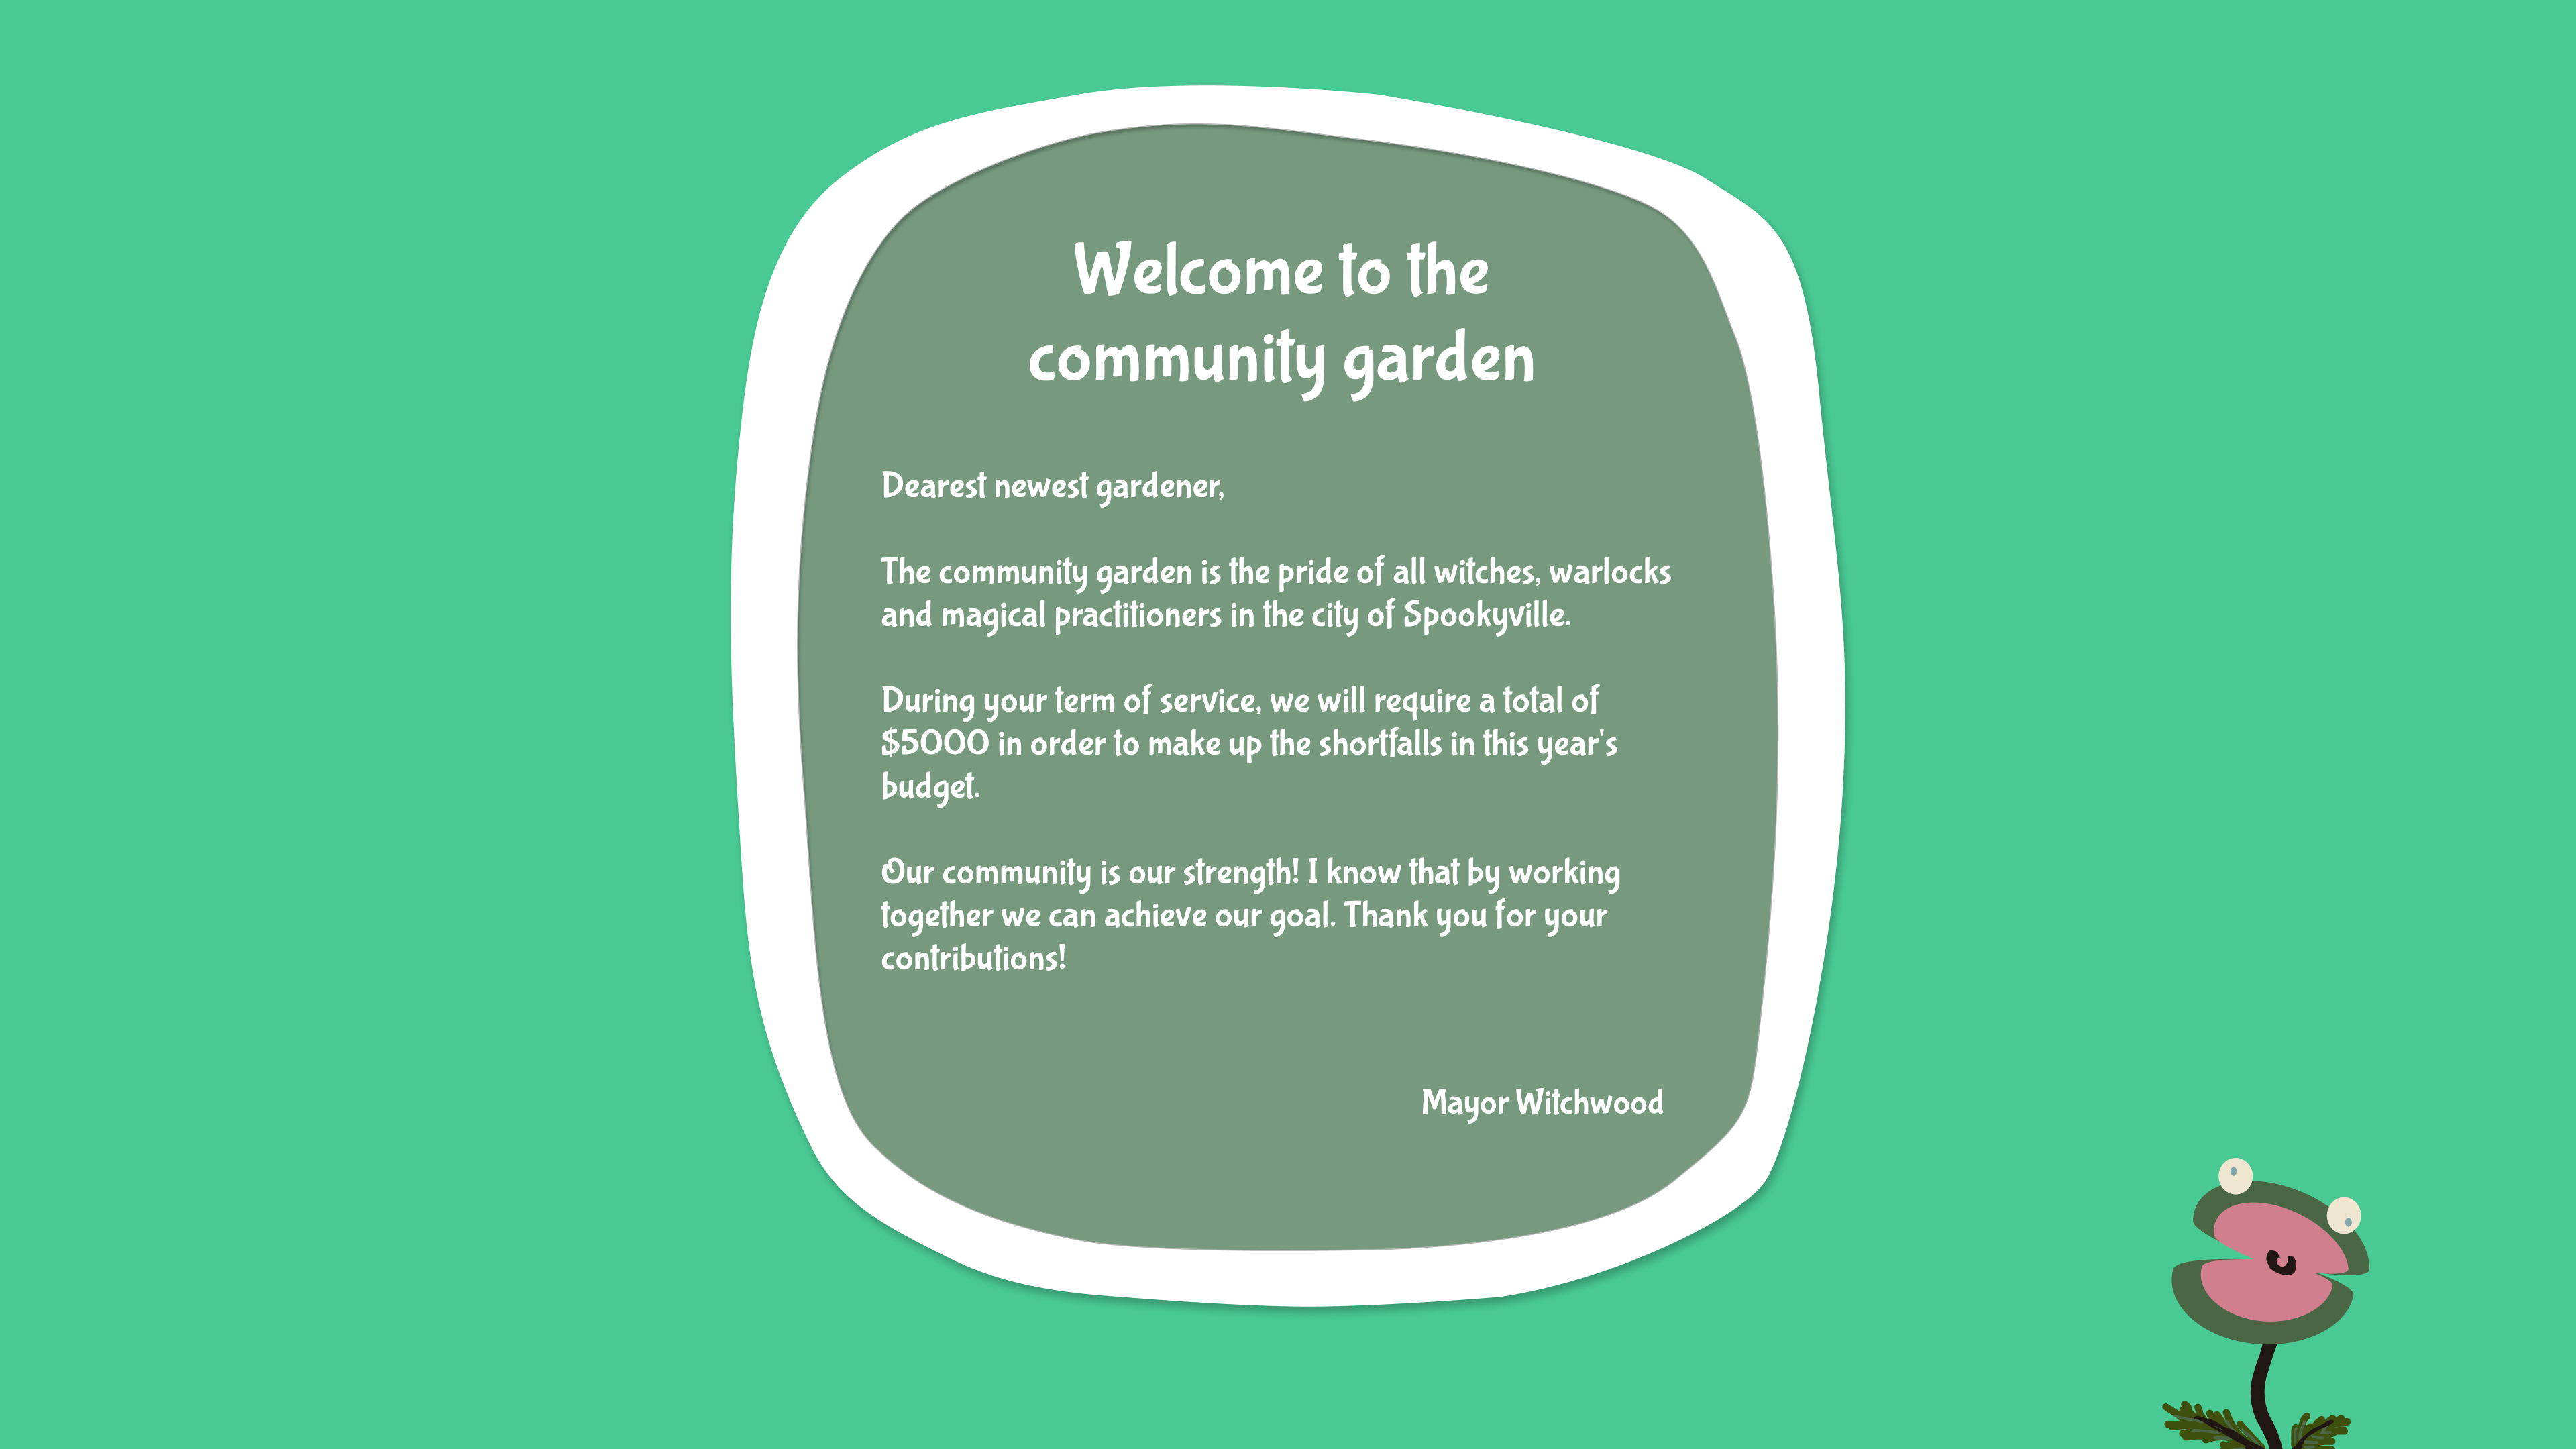 Welcome to the
community garden
Dearest newest gardener,
The community garden is the pride of all witches, warlocks
and magical practitioners in the city of Spookyville.
During your term of service, we will require a total of
$5000 in order to make up the shortfalls in this year's
budget.
Our community is our strength! I know that by working
together we can achieve our goal. Thank you for your
contributions!
Mayor Witchwood